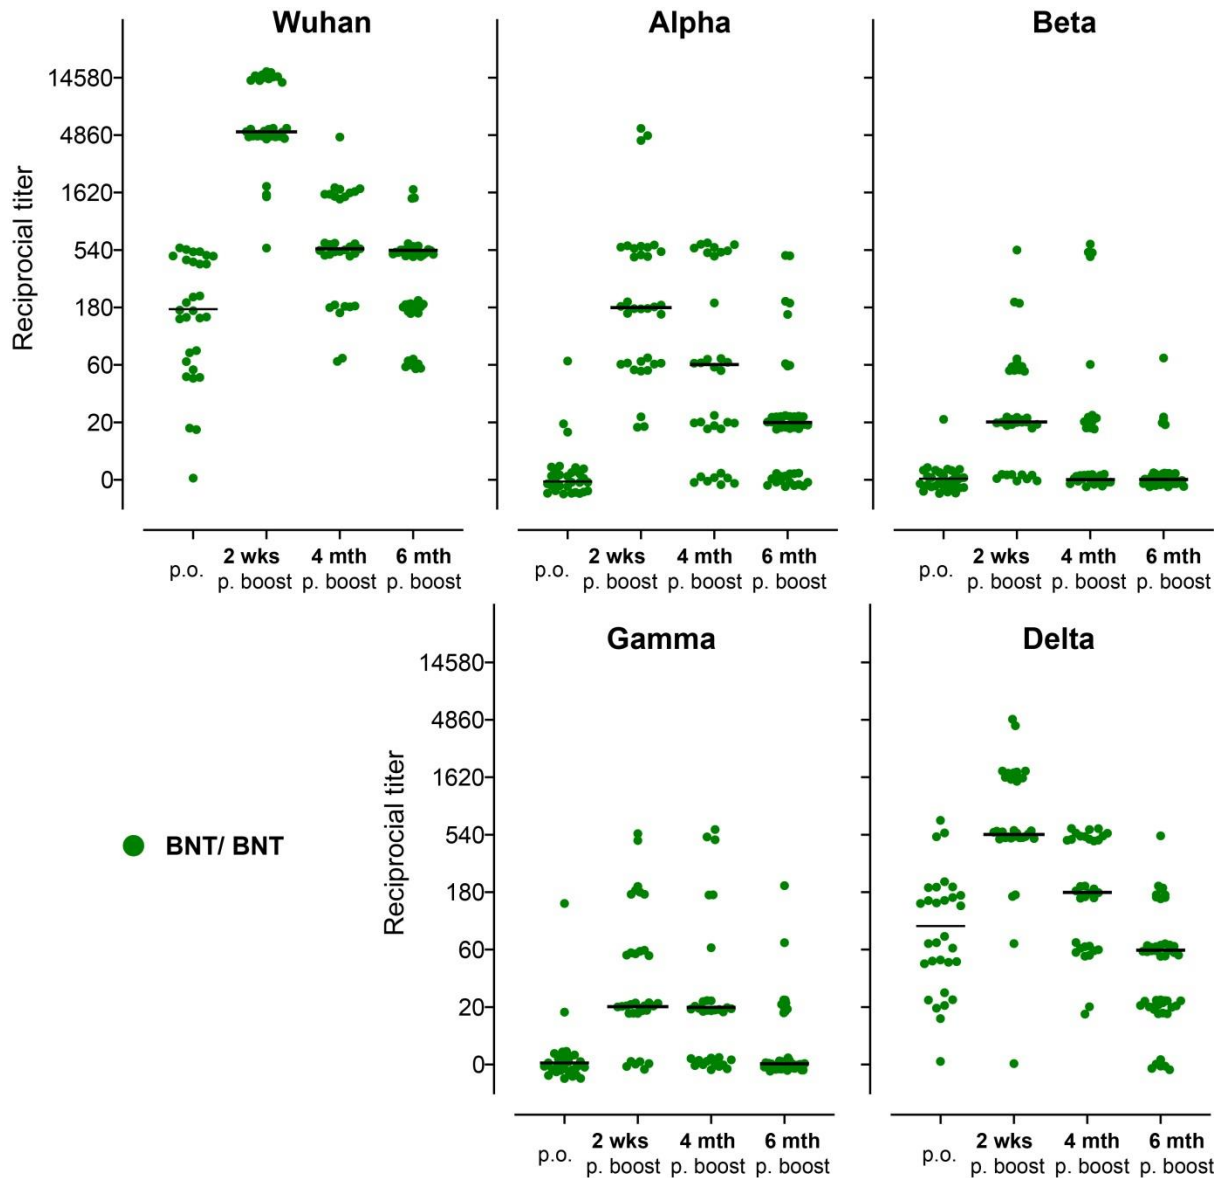 Wuhan
Alpha
Beta
Reciprocial titer
14580
4860
1620
540
180
60
20
0
p.o.
2 wks
p. boost
4 mth
p. boost
6 mth
p. boost
p.o.
2 wks
p. boost
4 mth
p. boost
6 mth
p. boost
p.o.
2 wks
p. boost
4 mth
p. boost
6 mth
p. boost
Gamma
Delta
Reciprocial titer
14580
4860
1620
540
180
60
20
0
BNT/ BNT
p.o.
2 wks
p. boost
4 mth
p. boost
6 mth
p. boost
p.o.
2 wks
p. boost
4 mth
p. boost
6 mth
p. boost